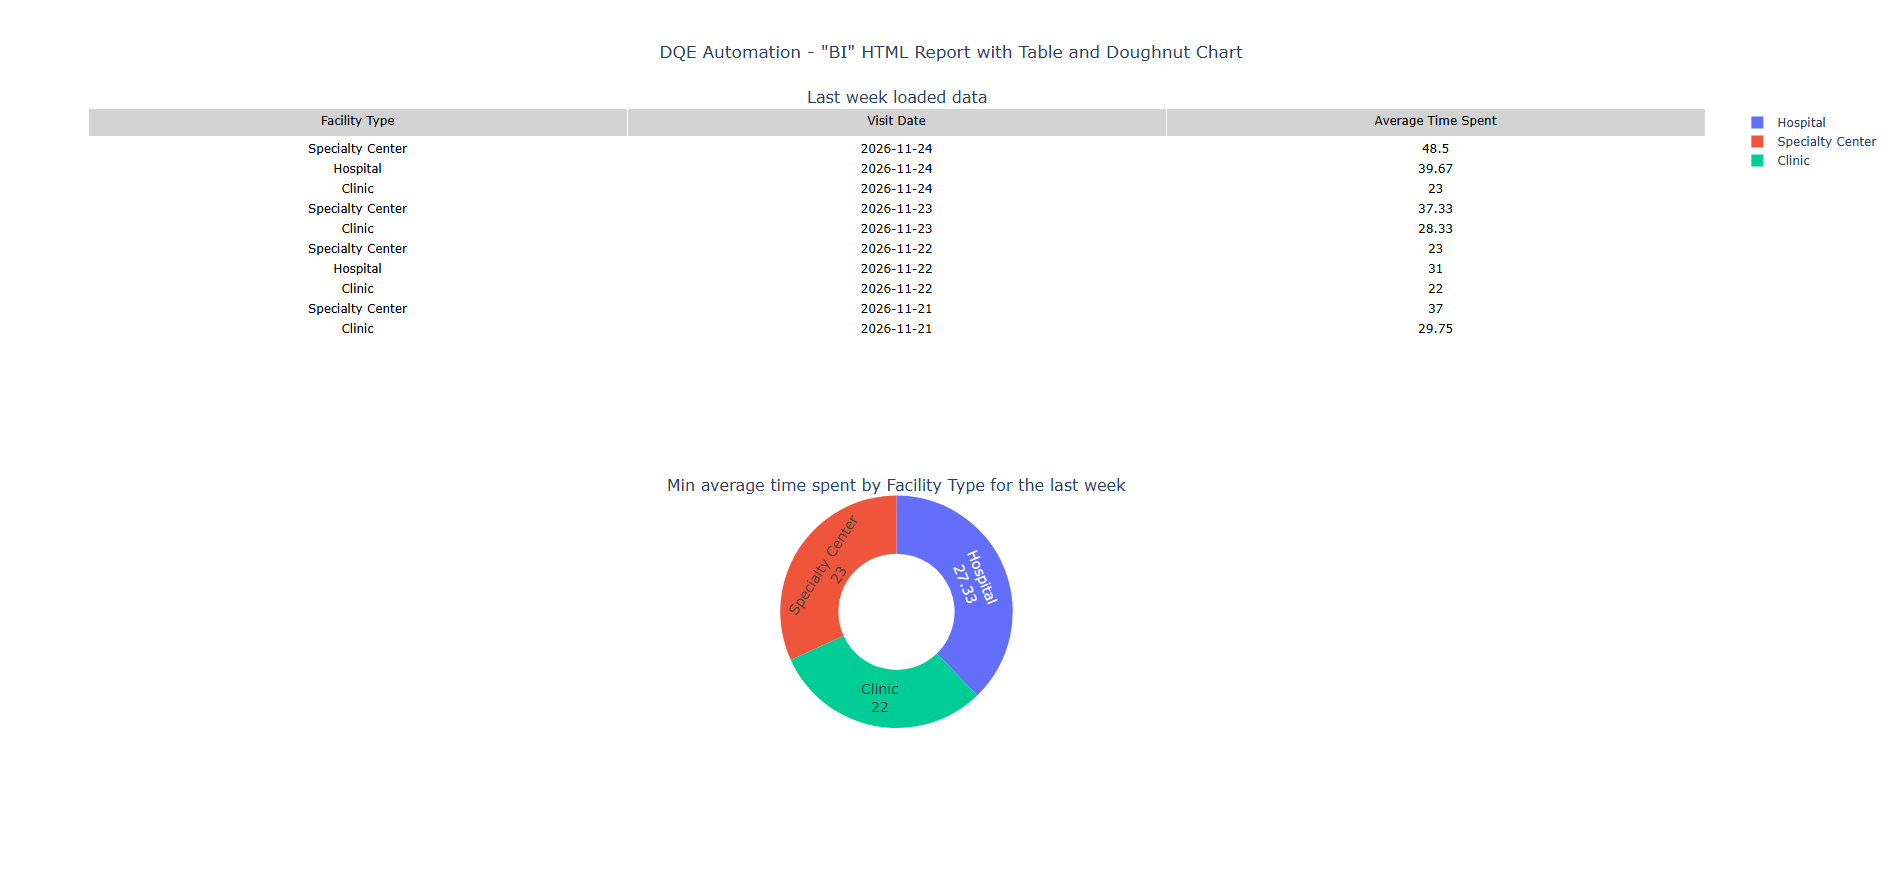 DQE Automation - "BI" HTML Report with Table and Doughnut Chart
Last week loaded data
Facility Type Visit Date Average Time Spent
Specialty Center 2026-11-24 48.5
Hospital 2026-11-24 39.67
Clinic 2026-11-24 23
Specialty Center 2026-11-23 37.33
Clinic 2026-11-23 28.33
Specialty Center 2026-11-22 23
Hospital 2026-11-22 31
Clinic 2026-11-22 22
Specialty Center 2026-11-21 37
Clinic 2026-11-21 29.75
Hospital
Specialty Center
Clinic
Min average time spent by Facility Type for the last week
Specialty Center
23
Hospital
27.33
Clinic
22